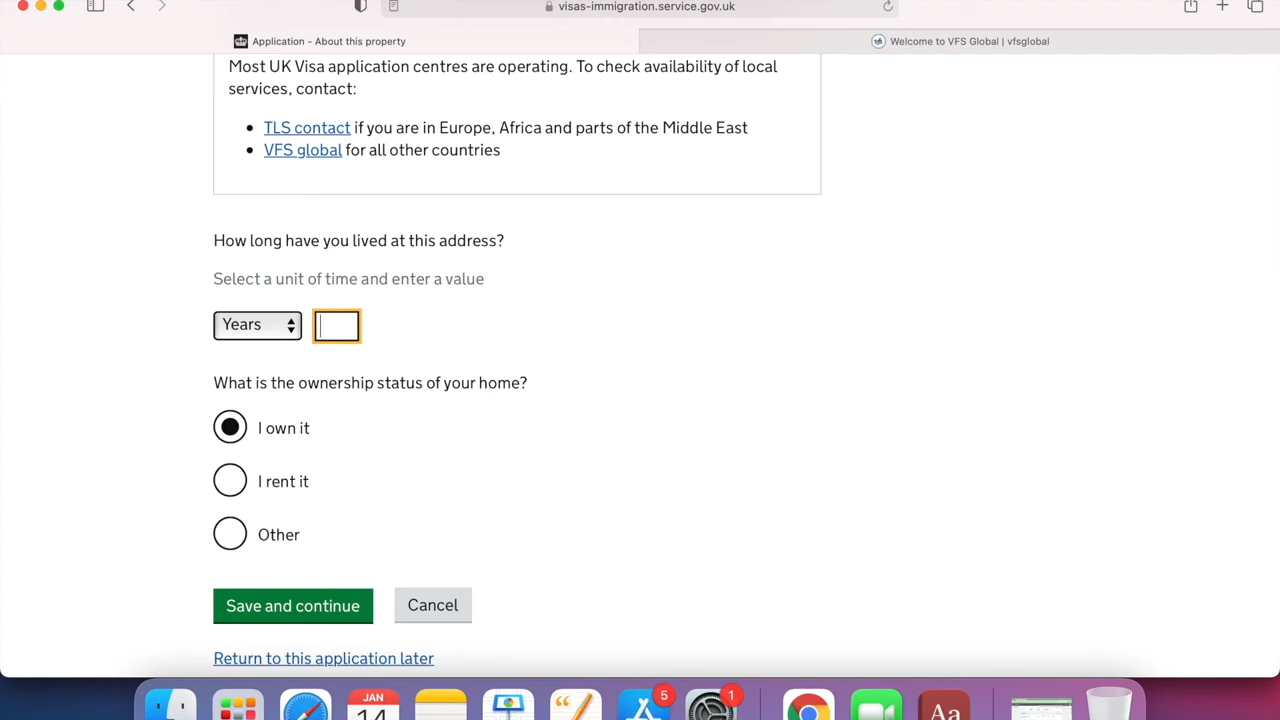 visas-immigration.service.gov.uk
Application - About this property
Welcome to VFS Global | vfsglobal
Most UK Visa application centres are operating. To check availability of local
services, contact:
TLS contact if you are in Europe, Africa and parts of the Middle East
VFS global for all other countries
How long have you lived at this address?
Select a unit of time and enter a value
Years
What is the ownership status of your home?
I own it
I rent it
Other
Save and continue
Cancel
Return to this application later
JAN
14
5
1
Aa